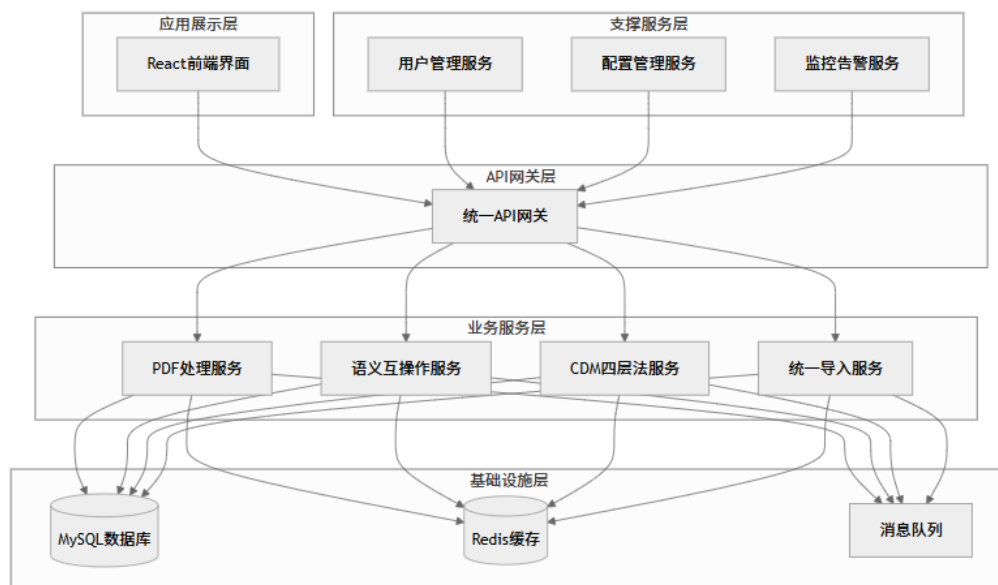 应用展示层
支撑服务层
React前端界面
用户管理服务
配置管理服务
监控告警服务
API网关层
统一API网关
业务服务层
PDF处理服务
语义互操作服务
CDM四层法服务
统一导入服务
基础设施层
MySQL数据库
Redis缓存
消息队列